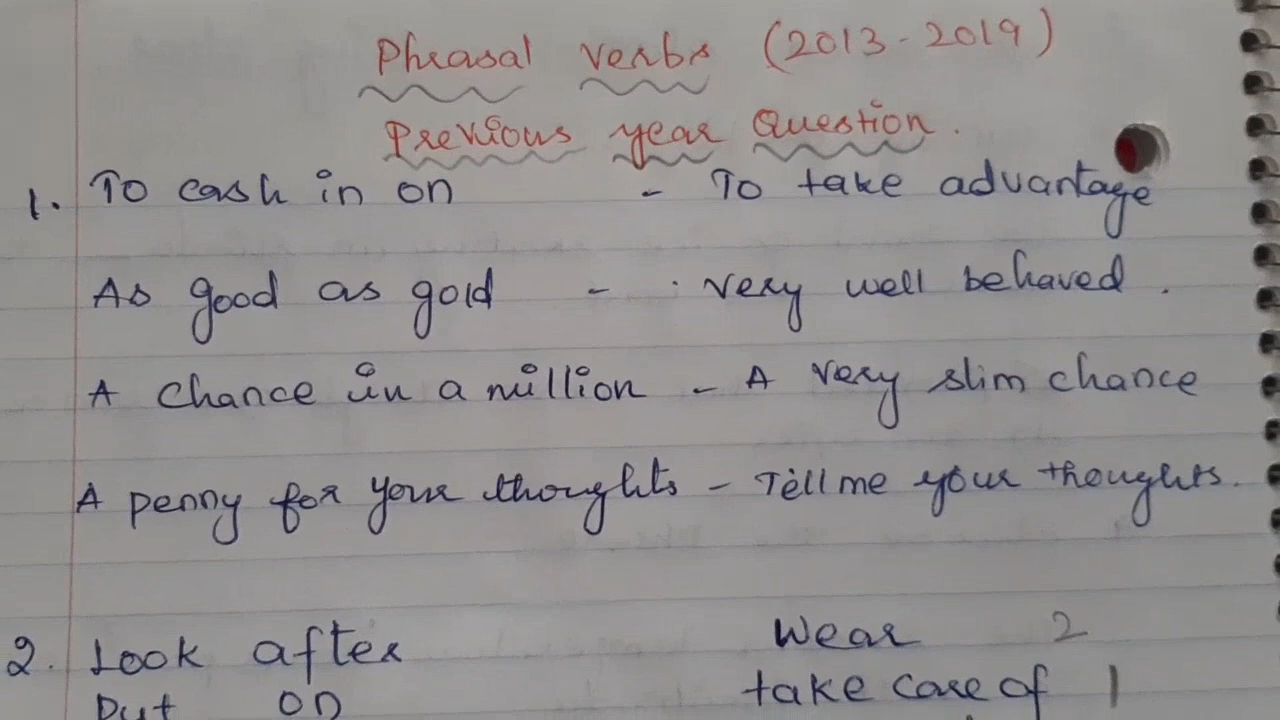 Phrasal verbs (2013-2019)
Previous year Question.
1. To cash in on - To take advantage
As good as gold - . very well behaved.
A chance in a million - A very slim chance
A penny for your thoughts - Tell me your thoughts.
2. Look after Wear 2
Put on take care of 1